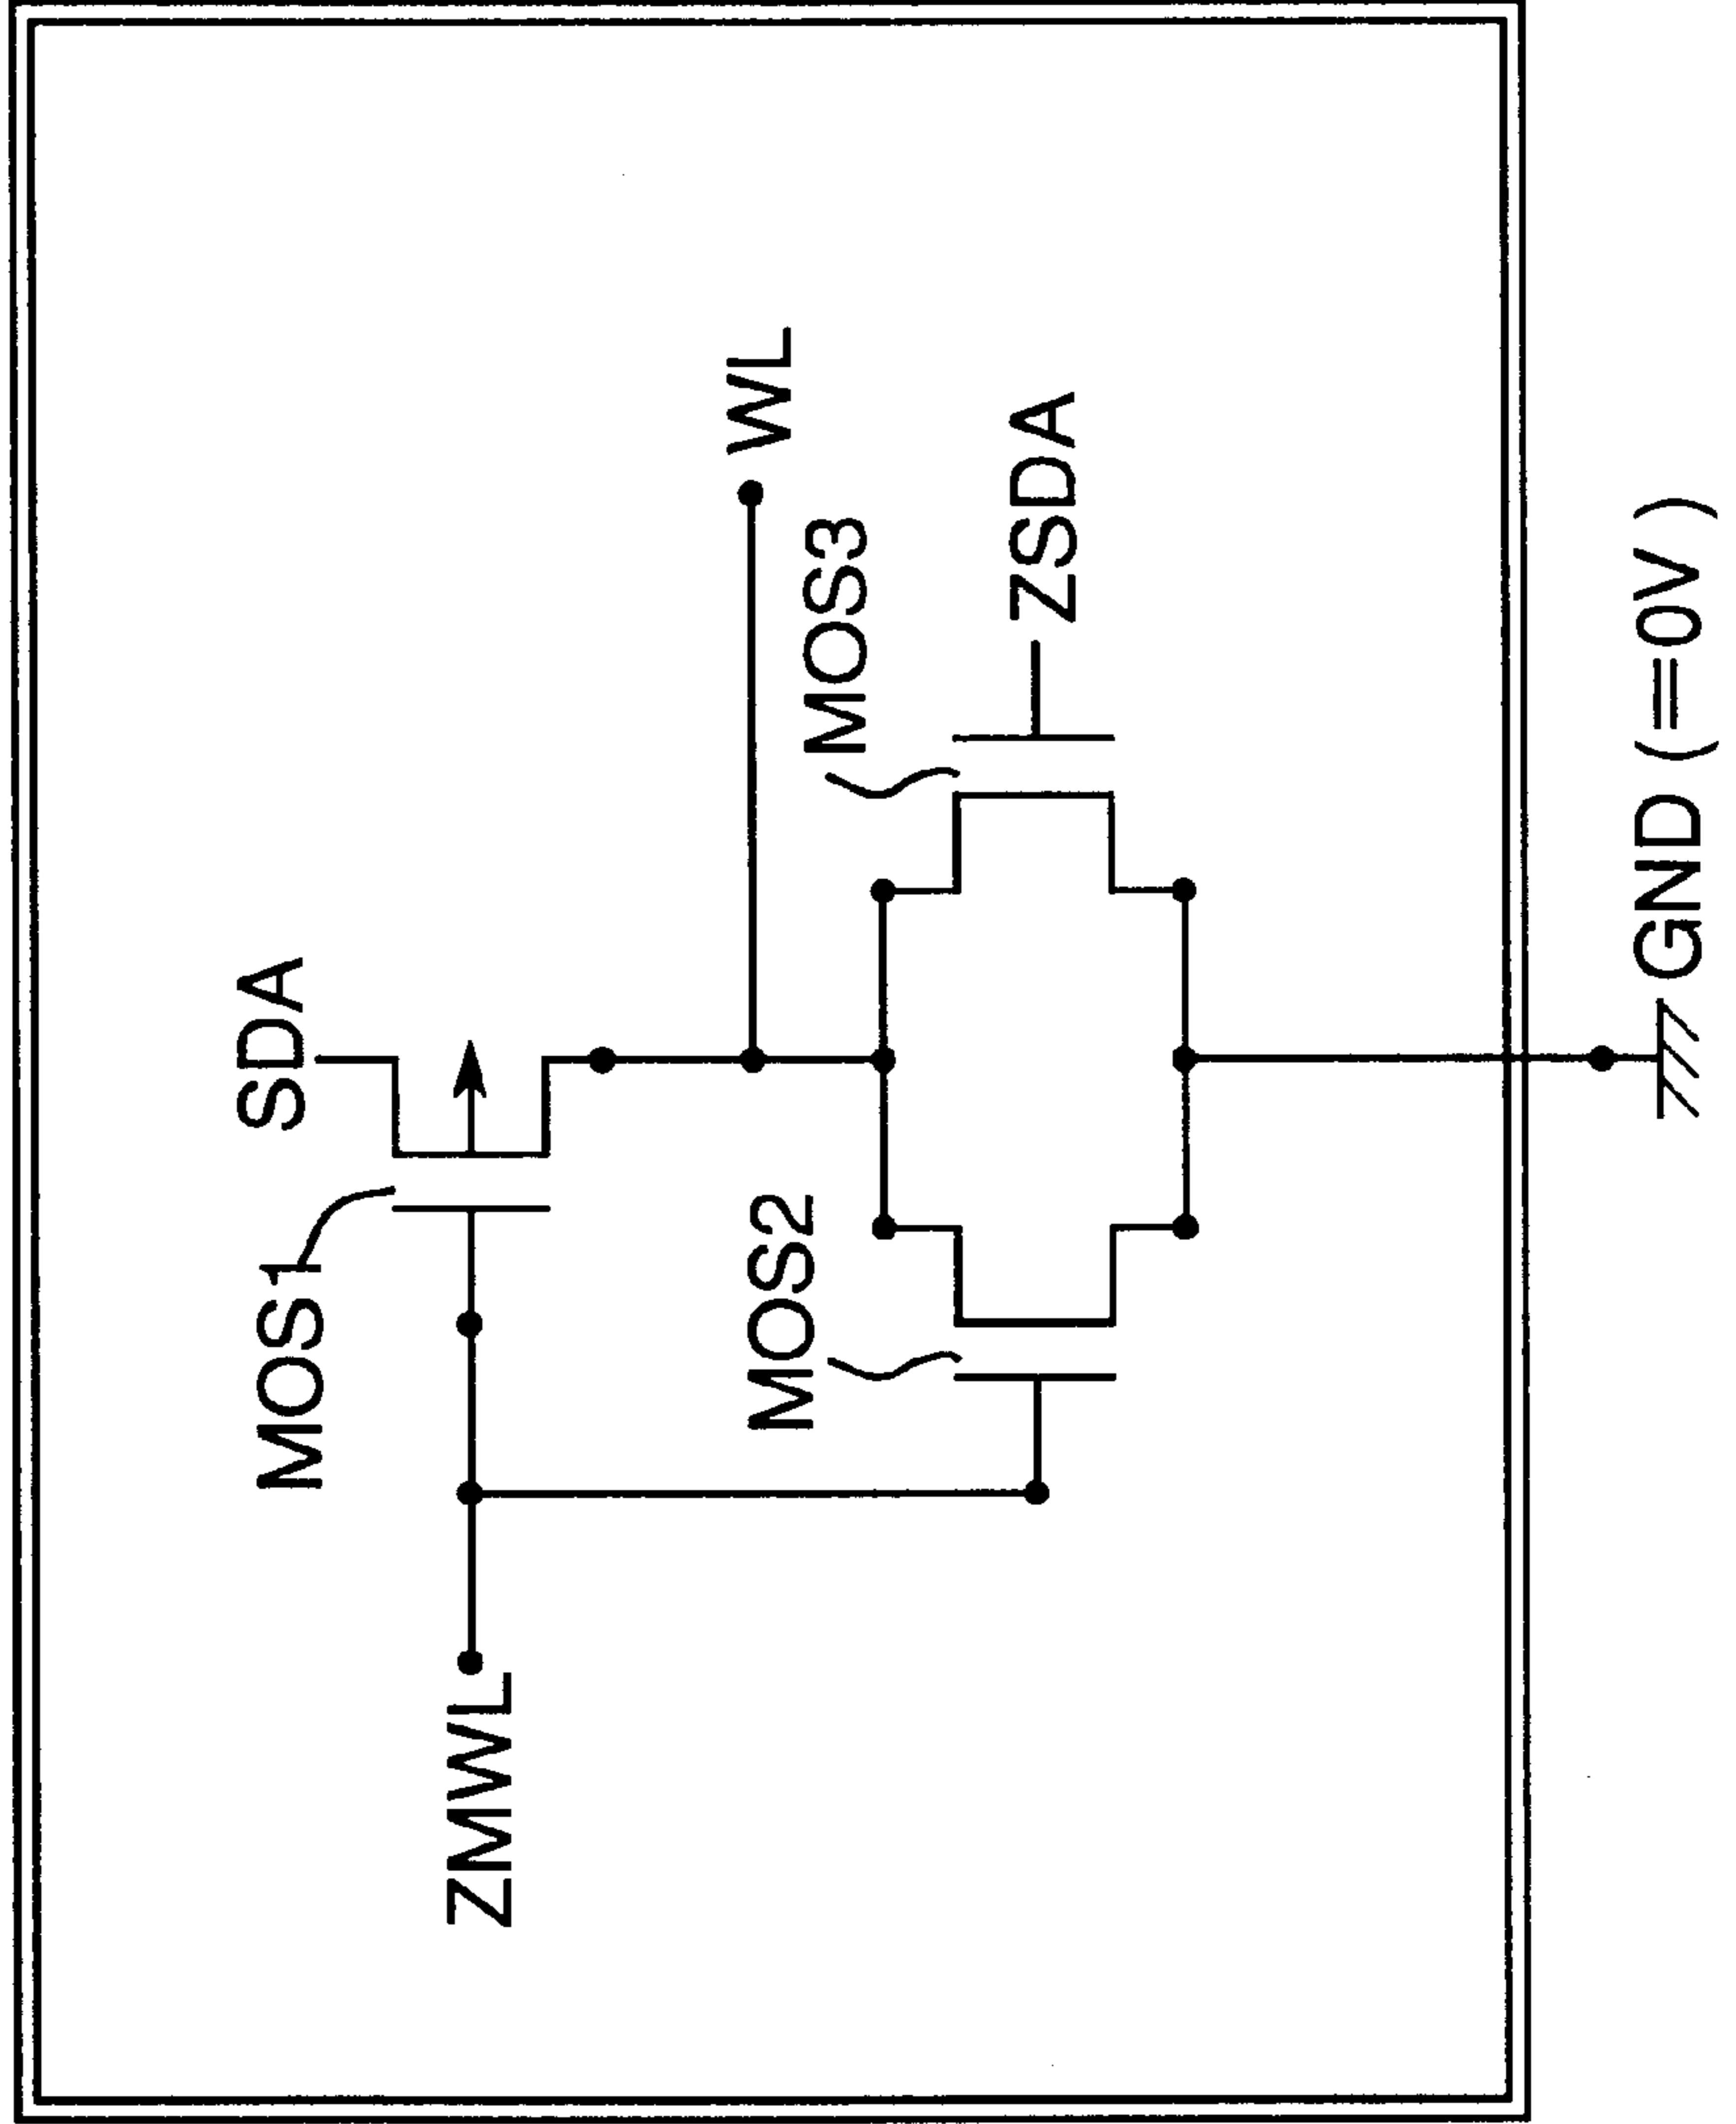 SDA
MOS1
ZMWL
WL
MOS2
MOS3
ZSDA
GND (=0V)